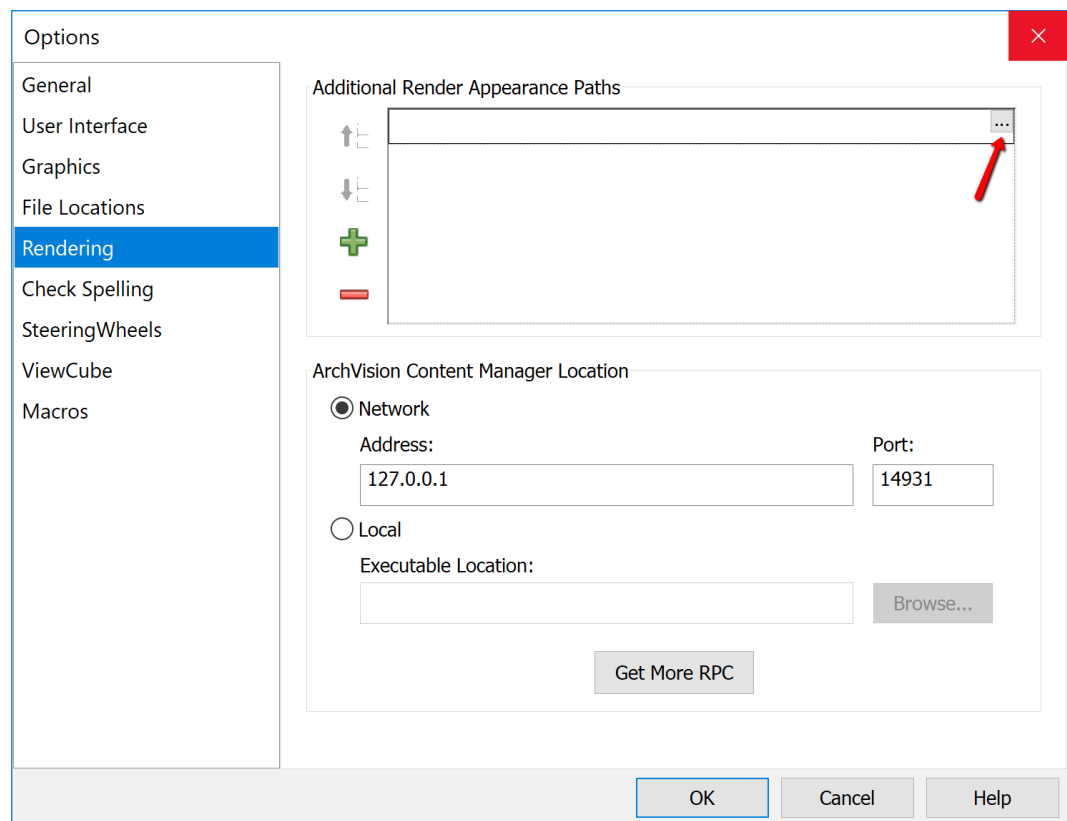 Options
General
User Interface
Graphics
File Locations
Rendering
Check Spelling
SteeringWheels
ViewCube
Macros
Additional Render Appearance Paths
...
ArchVision Content Manager Location
Network
Address:
Port:
127.0.0.1
14931
Local
Executable Location:
Browse...
Get More RPC
OK
Cancel
Help